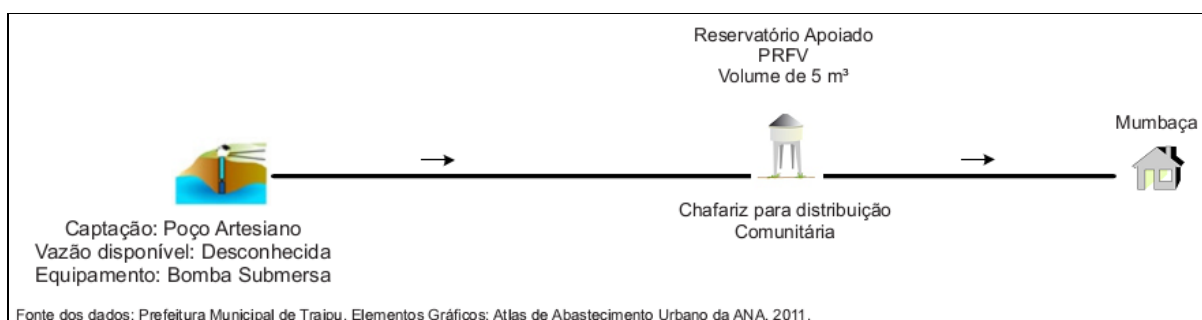 Reservatório Apoiado
PRFV
Volume de 5 m³
Mumbaça
Chafariz para distribuição
Comunitária
Captação: Poço Artesiano
Vazão disponível: Desconhecida
Equipamento: Bomba Submersa
Fonte dos dados: Prefeitura Municipal de Traipu. Elementos Gráficos: Atlas de Abastecimento Urbano da ANA, 2011.